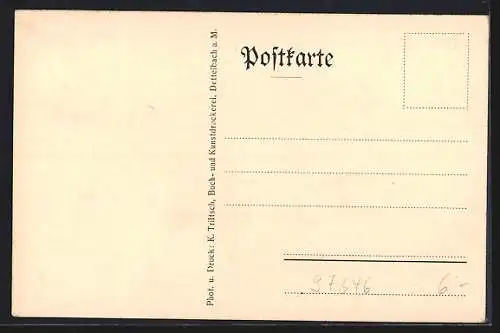 Phot. u. Druck: K. Triltsch, Buch- und Kunstdruckerei, Dettelbach a. M.
Postkarte
97346 6.-